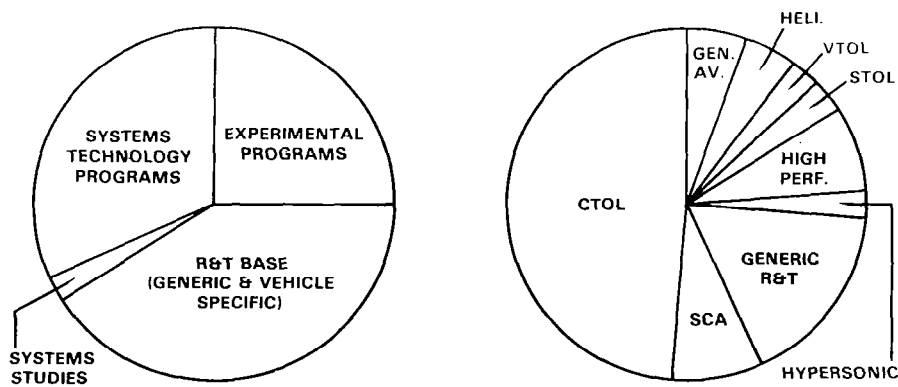 SYSTEMS
TECHNOLOGY
PROGRAMS
EXPERIMENTAL
PROGRAMS
R&T BASE
(GENERIC & VEHICLE
SPECIFIC)
SYSTEMS
STUDIES
HELI.
VTOL
STOL
GEN.
AV.
HIGH
PERF.
CTOL
GENERIC
R&T
SCA
HYPERSONIC